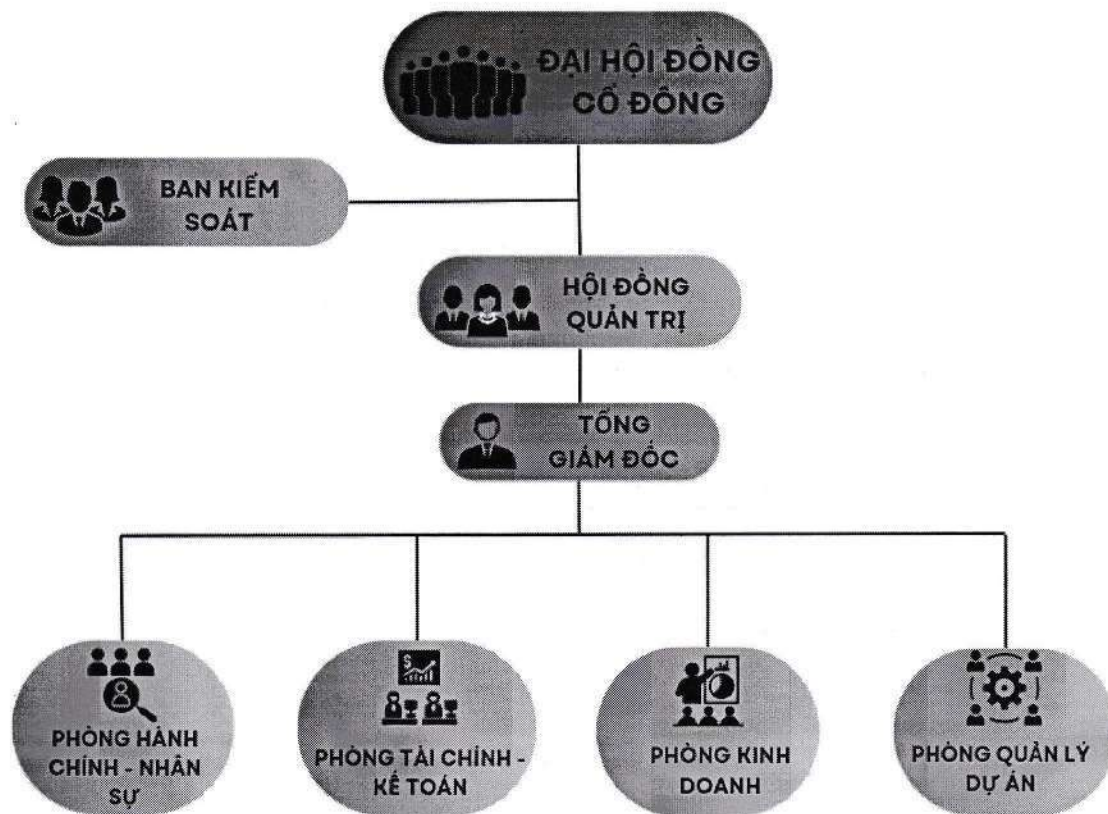 ĐẠI HỘI ĐỒNG
CỔ ĐÔNG
BAN KIỂM
SOÁT
HỘI ĐỒNG
QUẢN TRỊ
TỔNG
GIÁM ĐỐC
PHÒNG HÀNH
CHÍNH - NHÂN
SỰ
PHÒNG TÀI CHÍNH -
KẾ TOÁN
PHÒNG KINH
DOANH
PHÒNG QUẢN LÝ
DỰ ÁN